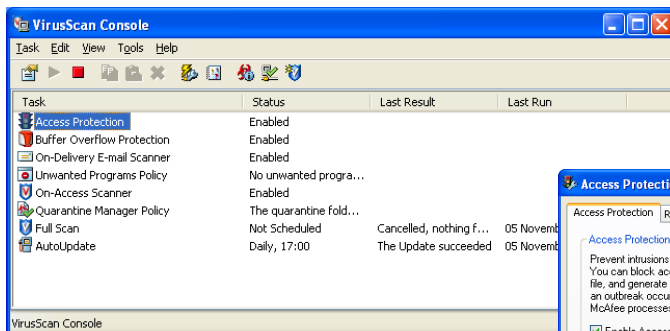 VirusScan Console
Task Edit View Tools Help
Task Status Last Result Last Run
Access Protection Enabled
Buffer Overflow Protection Enabled
On-Delivery E-mail Scanner Enabled
Unwanted Programs Policy No unwanted progra...
On-Access Scanner Enabled
Quarantine Manager Policy The quarantine fold...
Full Scan Not Scheduled Cancelled, nothing f... 05 Novemb
AutoUpdate Daily, 17:00 The Update succeeded 05 Novemb
VirusScan Console
Access Protecti
Access Protection R
Access Protection
Prevent intrusions
You can block acc
file, and generate
an outbreak occu
McAfee processes
Enable Acces